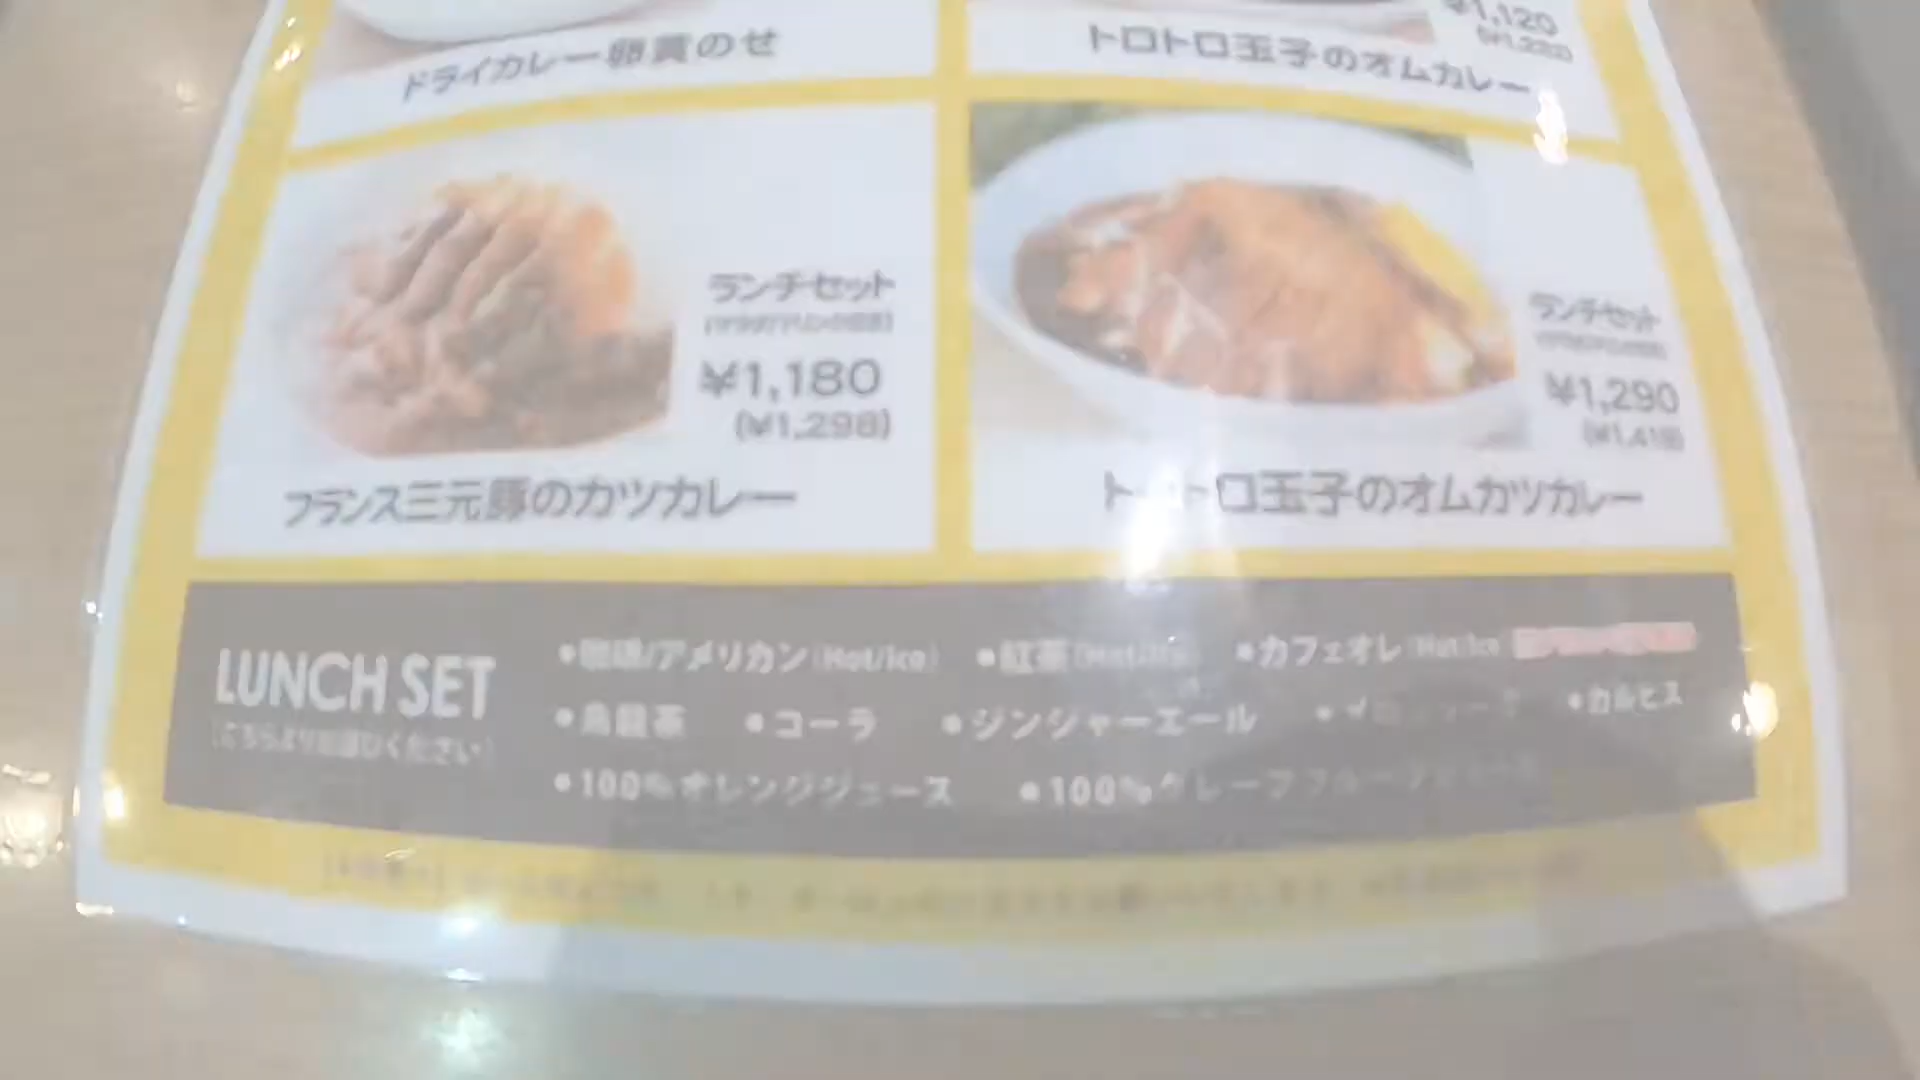 ¥1,120
ドライカレー卵黄のせ
トロトロ玉子のオムカレー
ランチセット
¥1,180
(¥1,298)
フランス三元豚のカツカレー
ランチセット
¥1,290
(¥1,419)
トロトロ玉子のオムカツカレー
LUNCH SET
(こちらよりお選びください)
•珈琲/アメリカン(Hot/Ice) •紅茶(Hot/Ice) •カフェオレ(Hot/Ice)
•烏龍茶 •コーラ •ジンジャーエール •カルピス
•100%オレンジジュース •100%グレープフルーツジュース